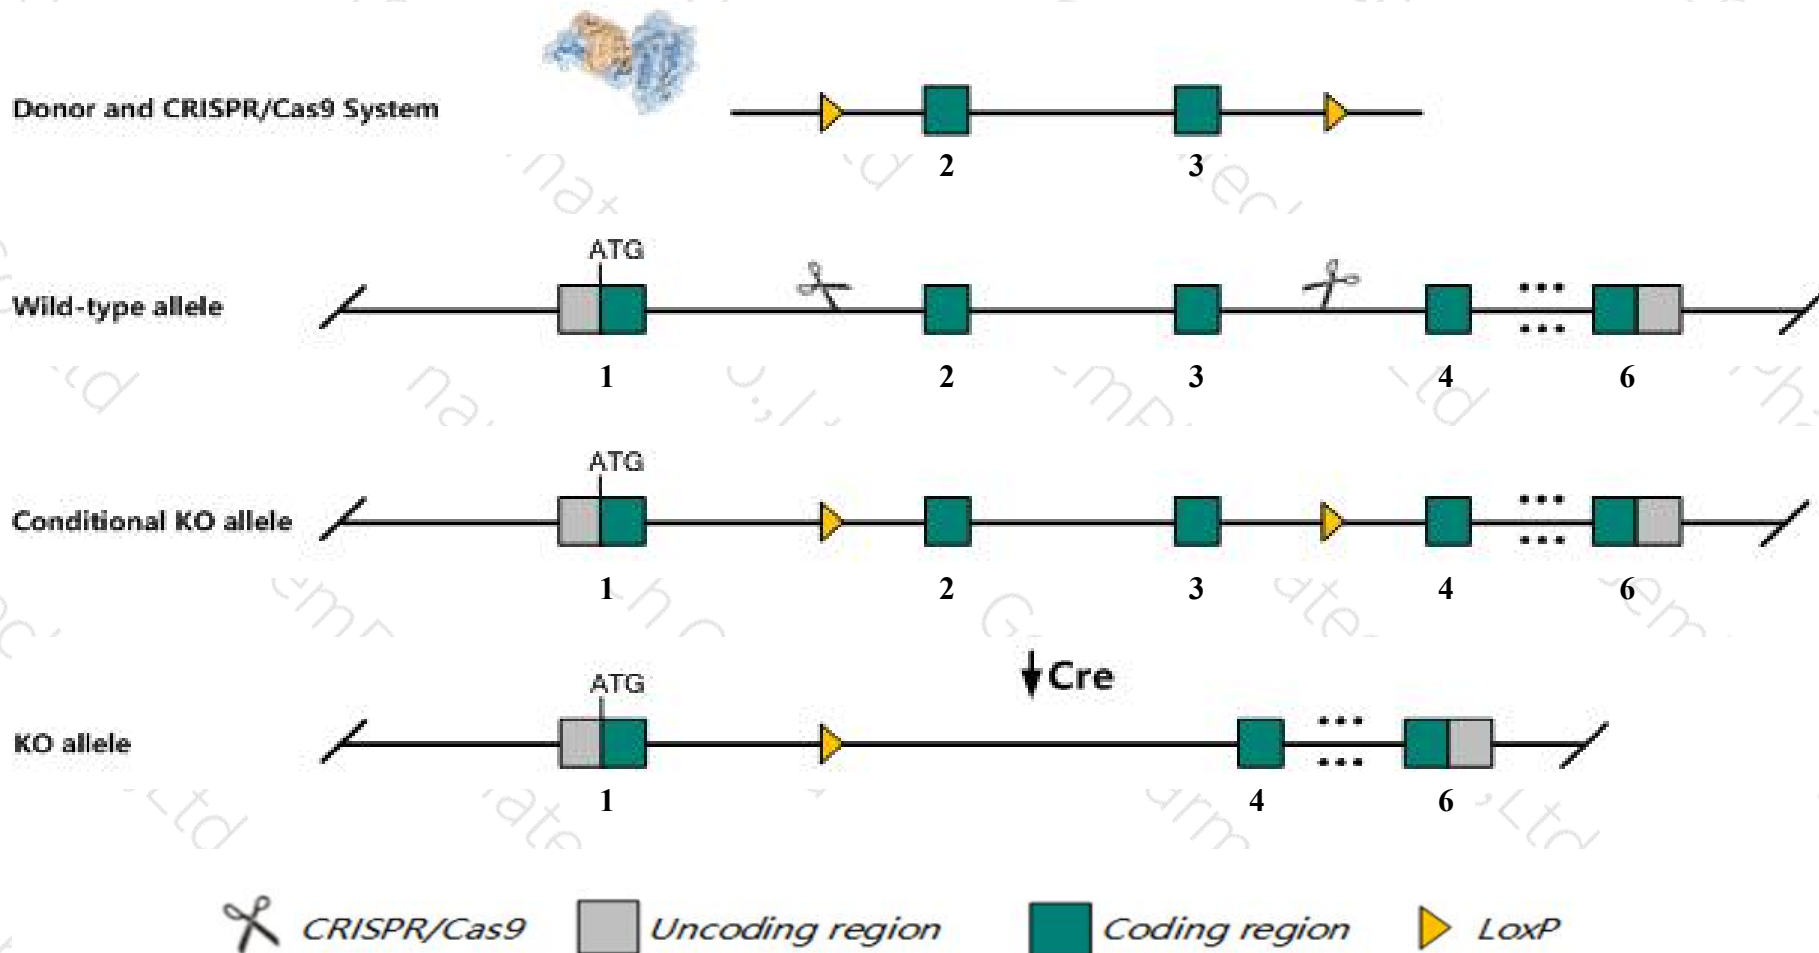 Donor and CRISPR/Cas9 System
2 3
ATG
Wild-type allele
1 2 3 4 6
ATG
Conditional KO allele
1 2 3 4 6
Cre
ATG
KO allele
1 4 6
CRISPR/Cas9 Uncoding region Coding region LoxP